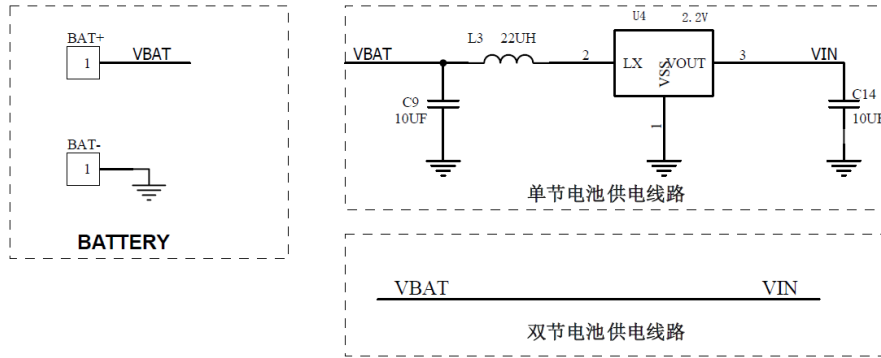 BAT+
1
VBAT
BAT-
1
BATTERY
VBAT
L3 22UH
U4 2.2V
2
LX VOUT
VSS
3
VIN
1
C9
10UF
C14
10UF
单节电池供电线路
VBAT VIN
双节电池供电线路